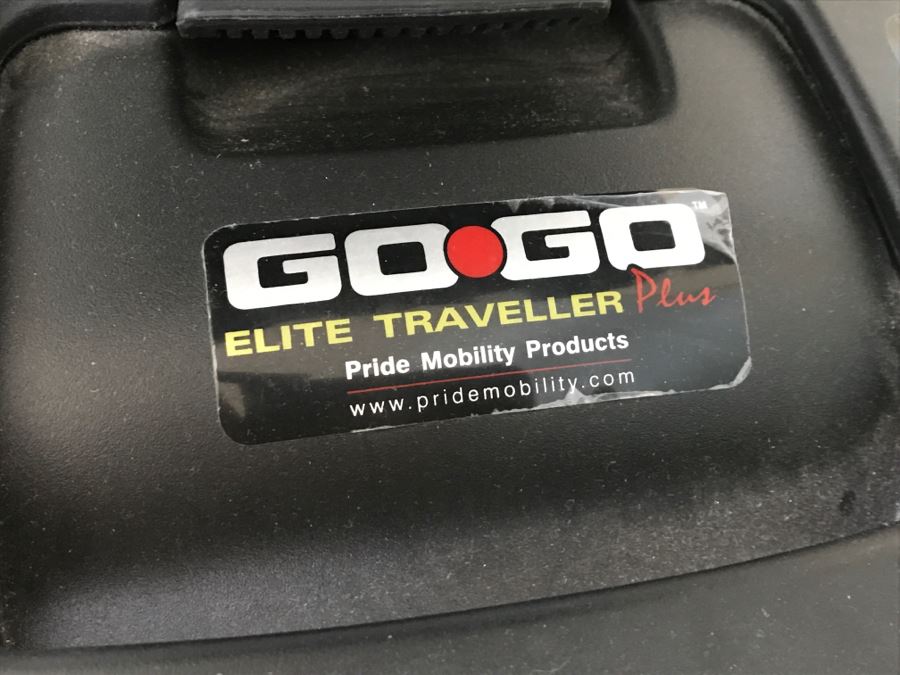 GO•GO™
ELITE TRAVELLER Plus
Pride Mobility Products
www.pridemobility.com